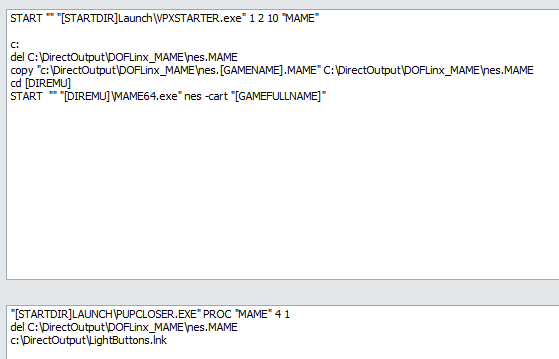 START "" "[STARTDIR]Launch\VPXSTARTER.exe" 1 2 10 "MAME"
c:
del C:\DirectOutput\DOFLinx_MAME\nes.MAME
copy "c:\DirectOutput\DOFLinx_MAME\nes.[GAMENAME].MAME" C:\DirectOutput\DOFLinx_MAME\nes.MAME
cd [DIREMU]
START  "" "[DIREMU]\MAME64.exe" nes -cart "[GAMEFULLNAME]"
"[STARTDIR]LAUNCH\PUPCLOSER.EXE" PROC "MAME" 4 1
del C:\DirectOutput\DOFLinx_MAME\nes.MAME
c:\DirectOutput\LightButtons.lnk